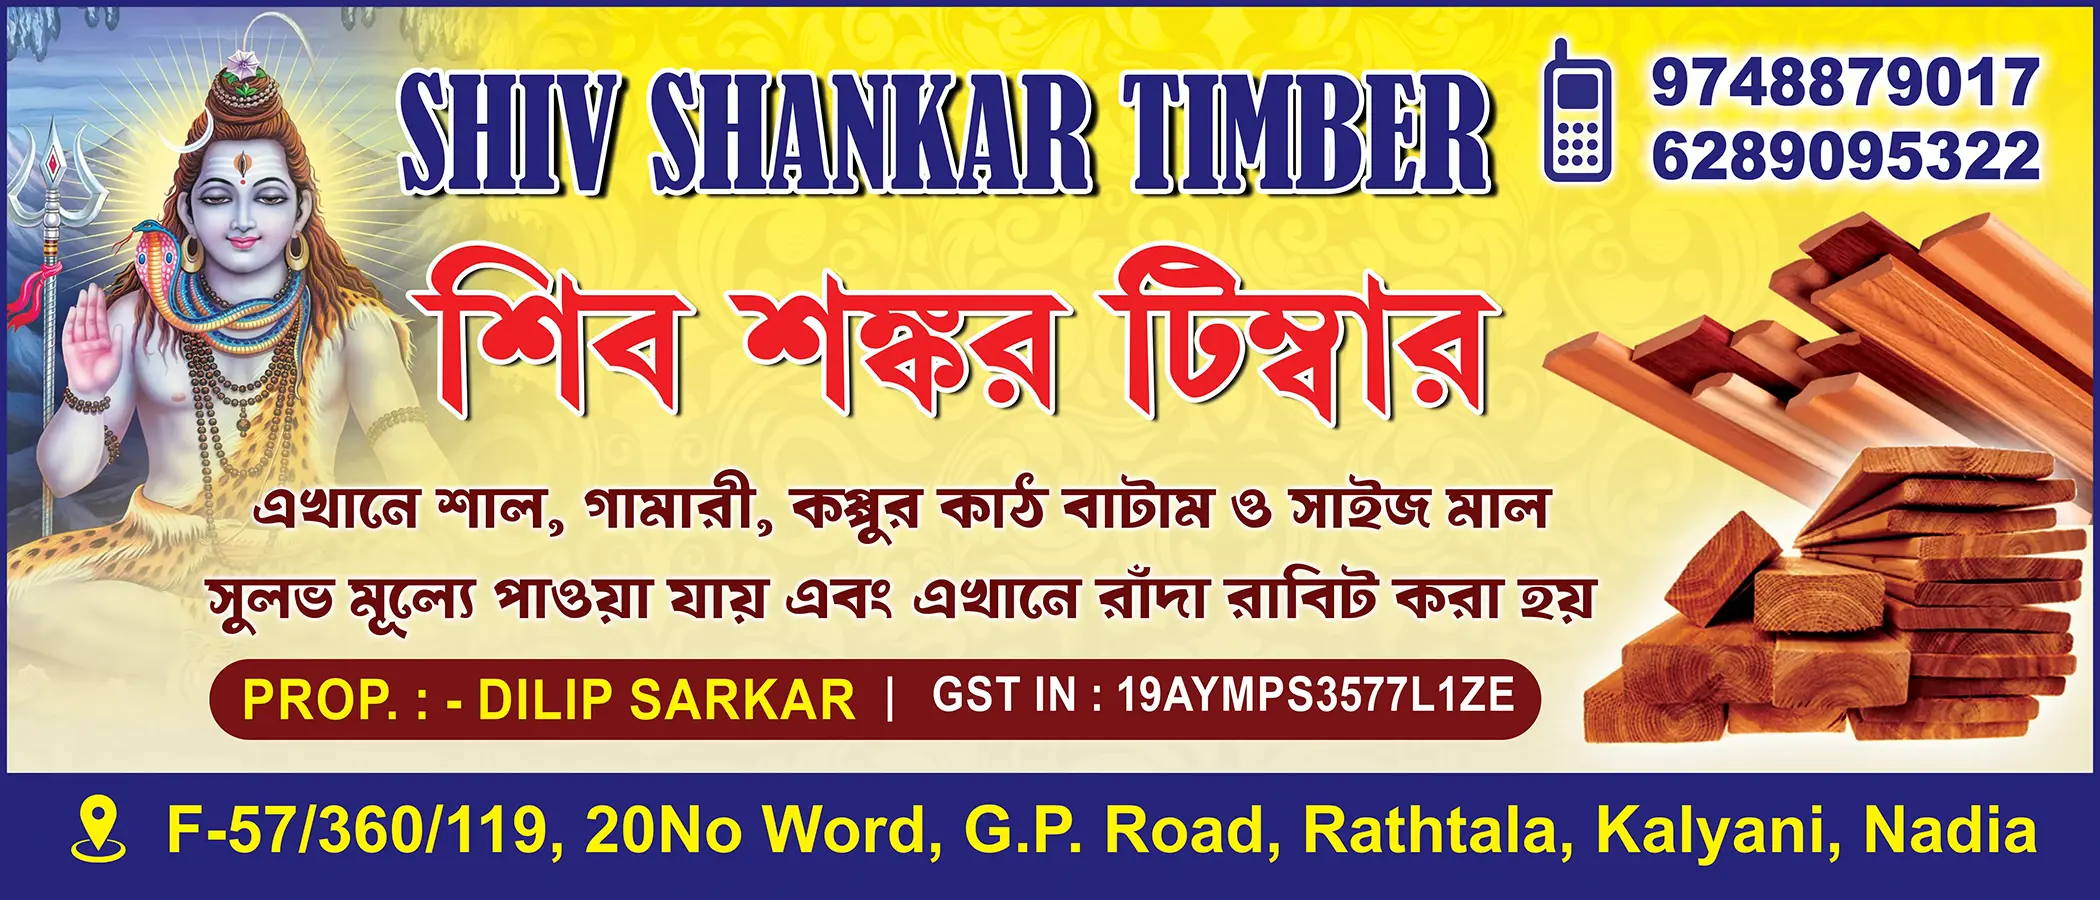 SHIV SHANKAR TIMBER
9748879017
6289095322
শিব শঙ্কর টিম্বার
এখানে শাল, গামারী, কপ্পুর কাঠ বাটাম ও সাইজ মাল
সুলভ মূল্যে পাওয়া যায় এবং এখানে রাঁদা রাবিট করা হয়
PROP. : - DILIP SARKAR | GST IN : 19AYMPS3577L1ZE
F-57/360/119, 20No Word, G.P. Road, Rathtala, Kalyani, Nadia